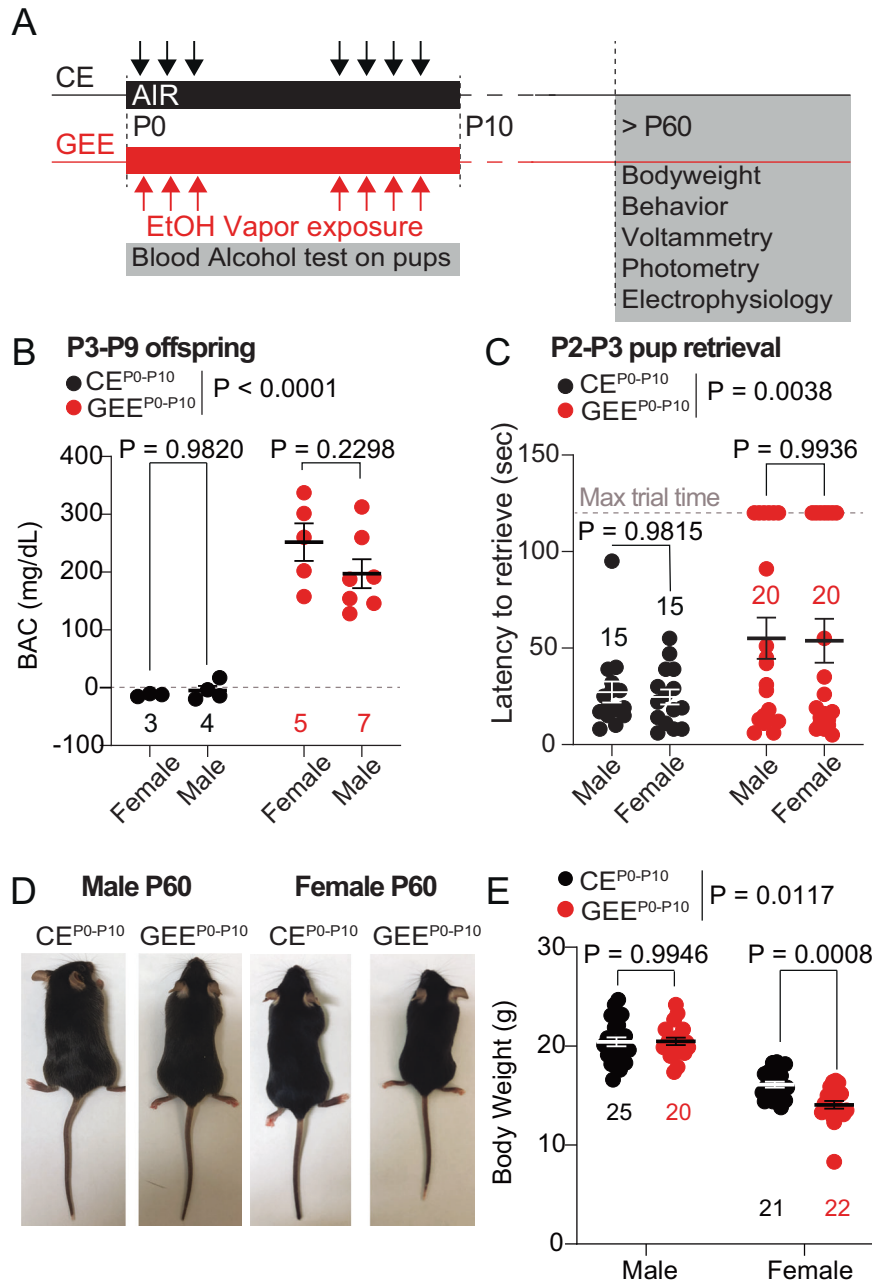 A
CE
AIR
P0
P10
> P60
GEE
EtOH Vapor exposure
Blood Alcohol test on pups
Bodyweight
Behavior
Voltammetry
Photometry
Electrophysiology
B
P3-P9 offspring
CE^P0-P10
GEE^P0-P10
P < 0.0001
P = 0.9820
P = 0.2298
BAC (mg/dL)
400
300
200
100
0
-100
3
4
5
7
Female
Male
Female
Male
C
P2-P3 pup retrieval
CE^P0-P10
GEE^P0-P10
P = 0.0038
P = 0.9936
Max trial time
P = 0.9815
Latency to retrieve (sec)
150
100
50
0
15
15
20
20
Male
Female
Male
Female
D
Male P60
Female P60
CE^P0-P10
GEE^P0-P10
CE^P0-P10
GEE^P0-P10
E
CE^P0-P10
GEE^P0-P10
P = 0.0117
P = 0.9946
P = 0.0008
Body Weight (g)
30
20
10
0
25
20
21
22
Male
Female